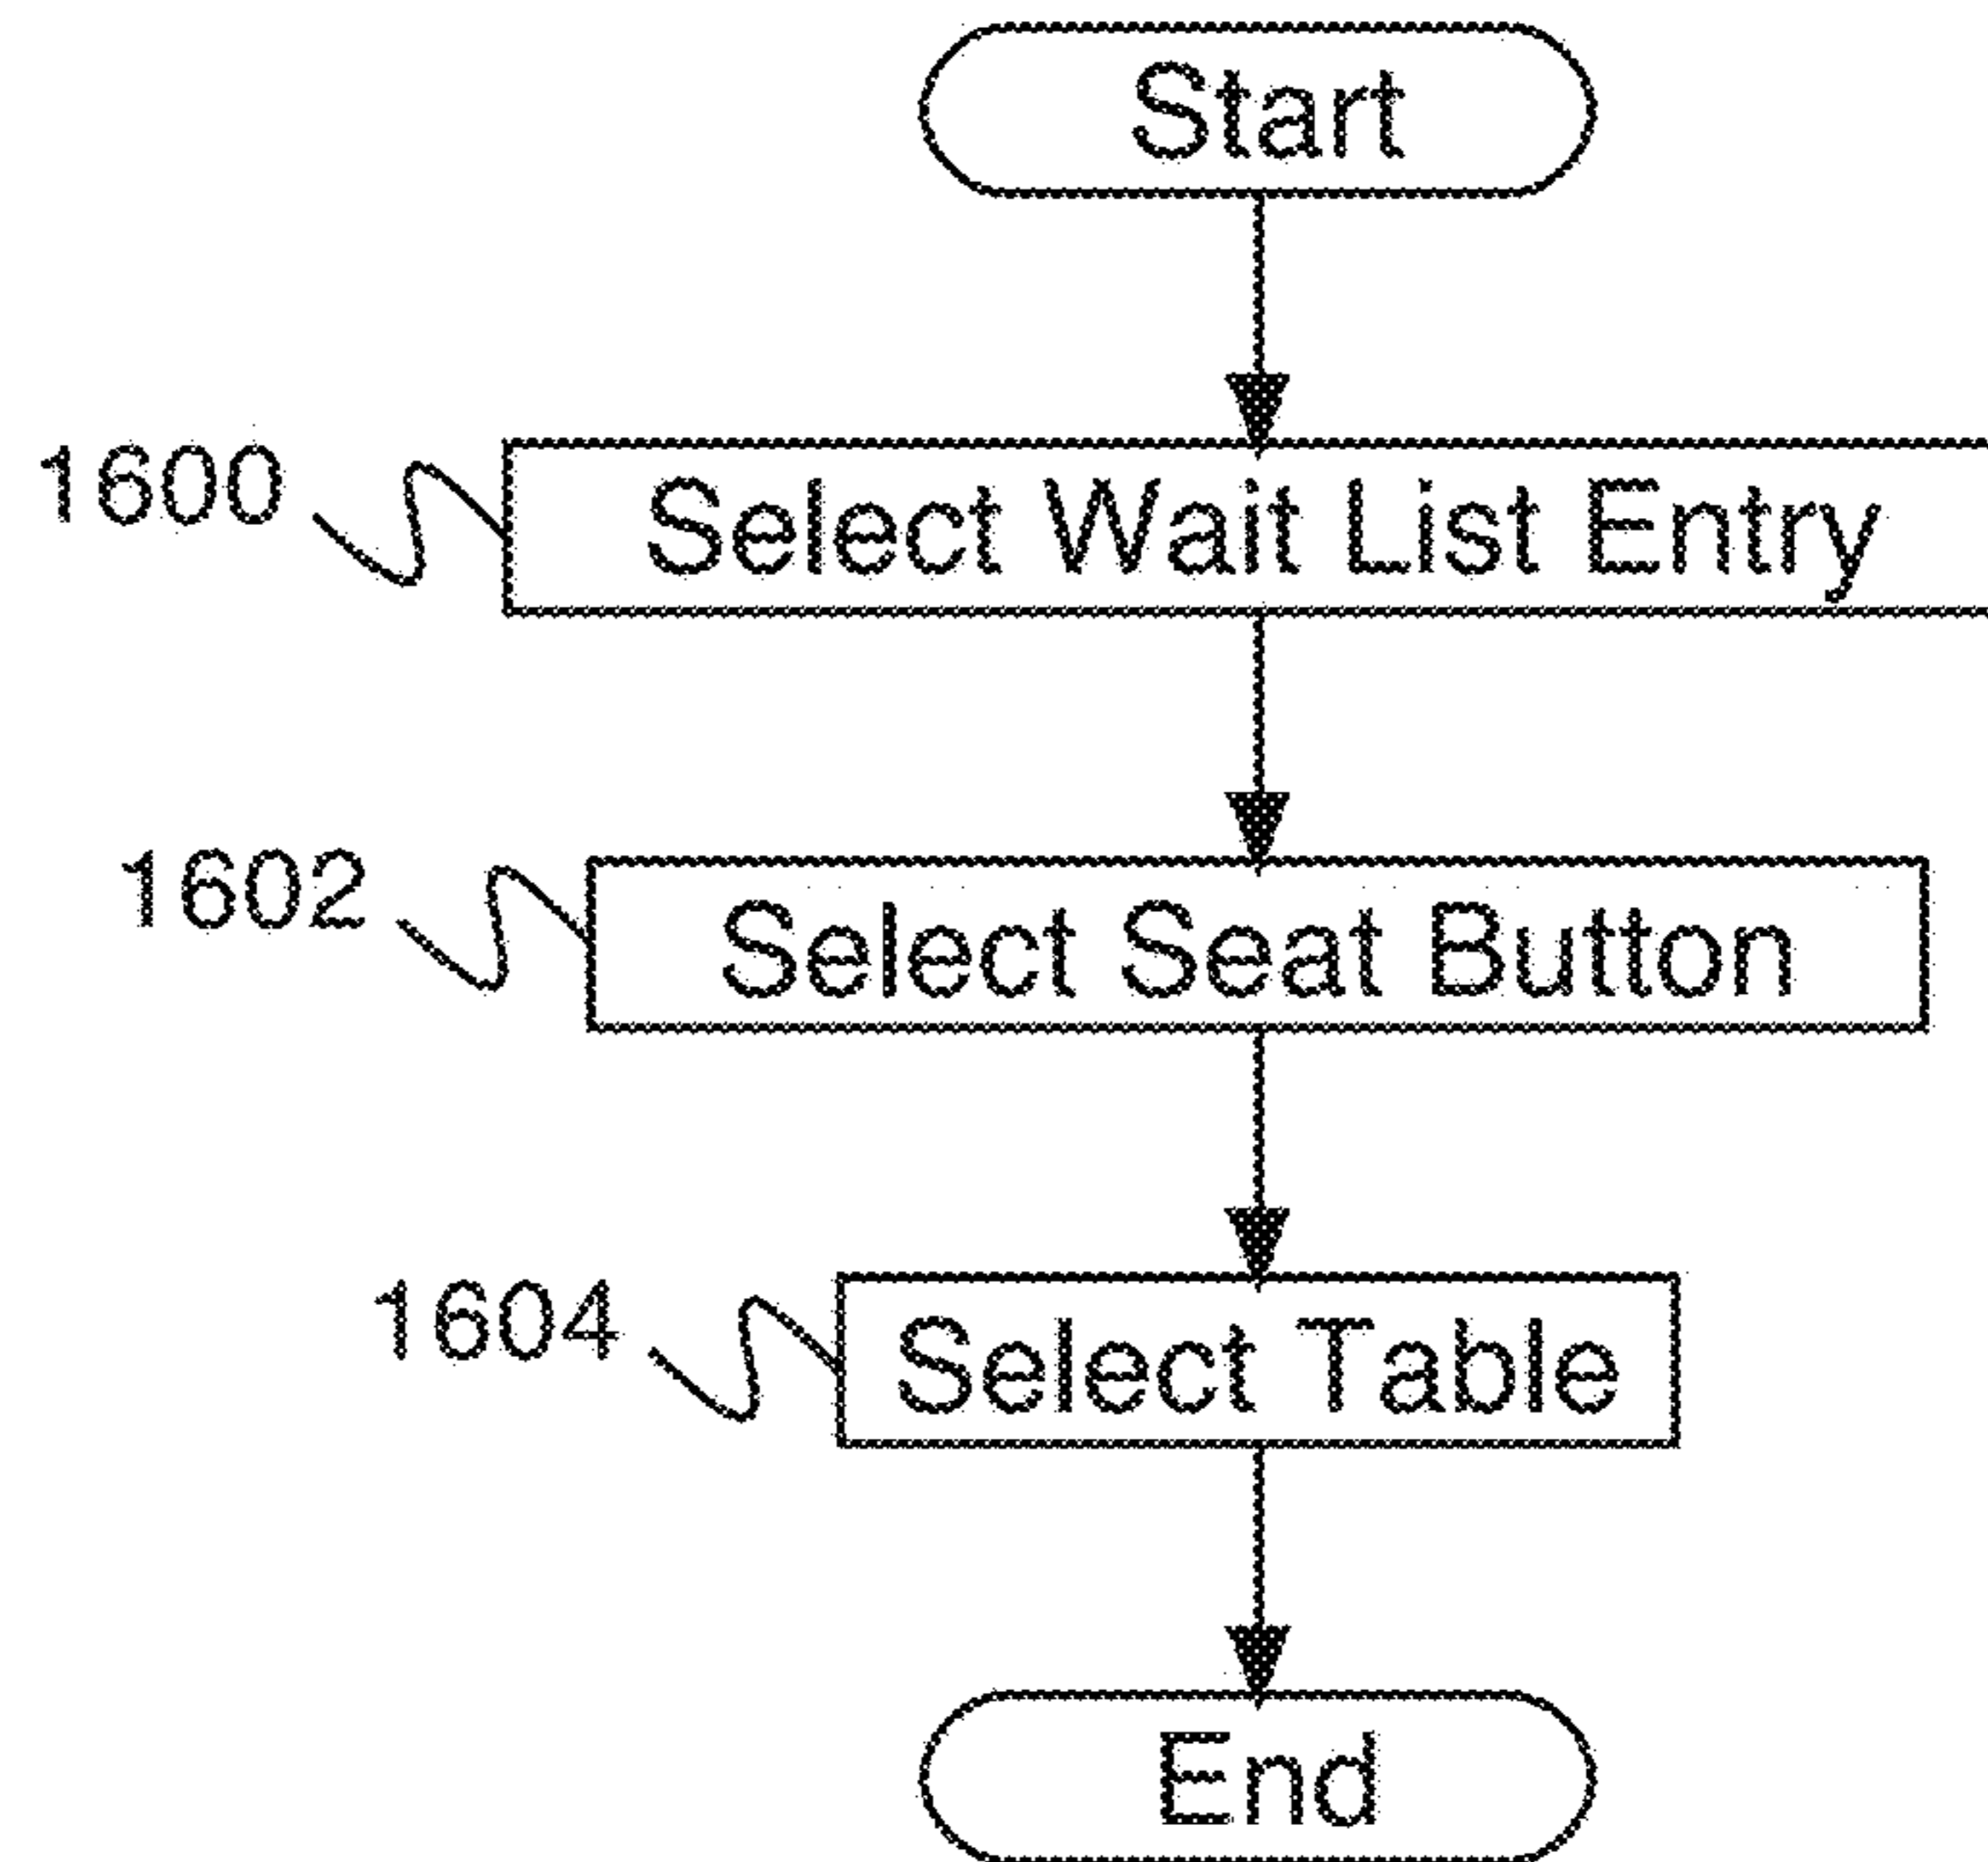 Start
1600
Select Wait List Entry
1602
Select Seat Button
1604
Select Table
End